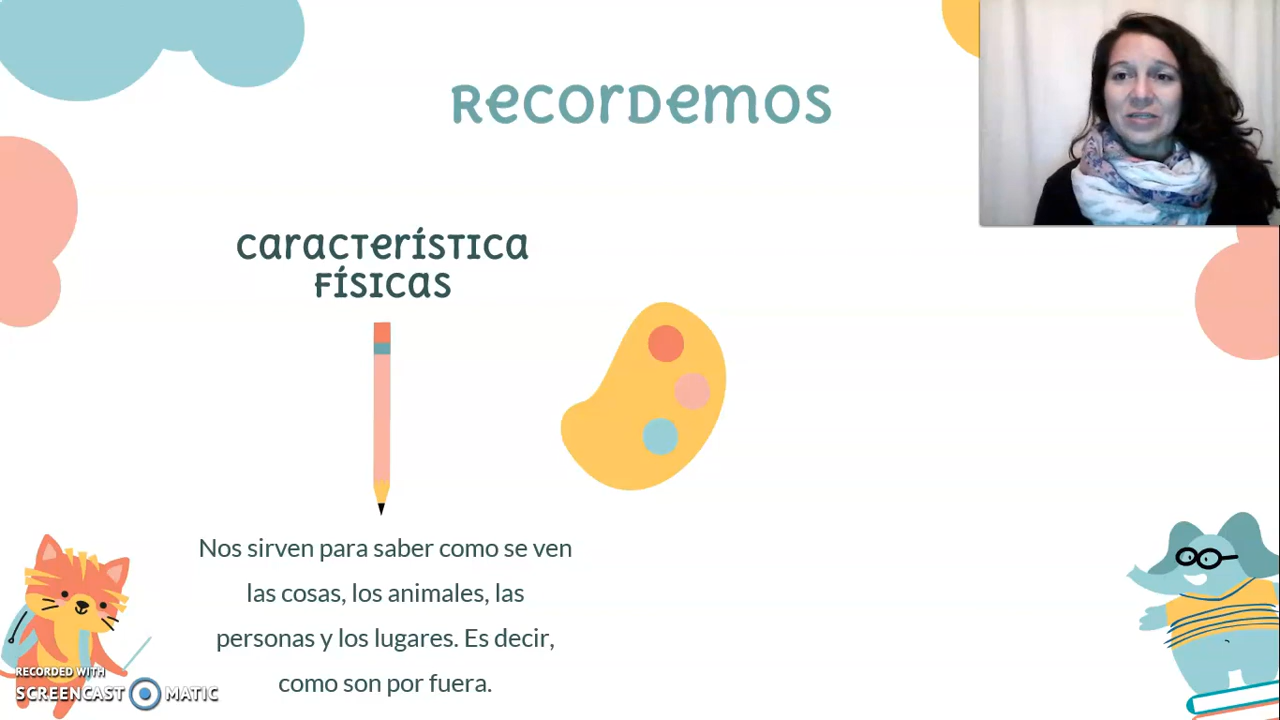 Recordemos
característica
físicas
Nos sirven para saber como se ven
las cosas, los animales, las
personas y los lugares. Es decir,
como son por fuera.
RECORDED WITH
SCREENCAST MATIC